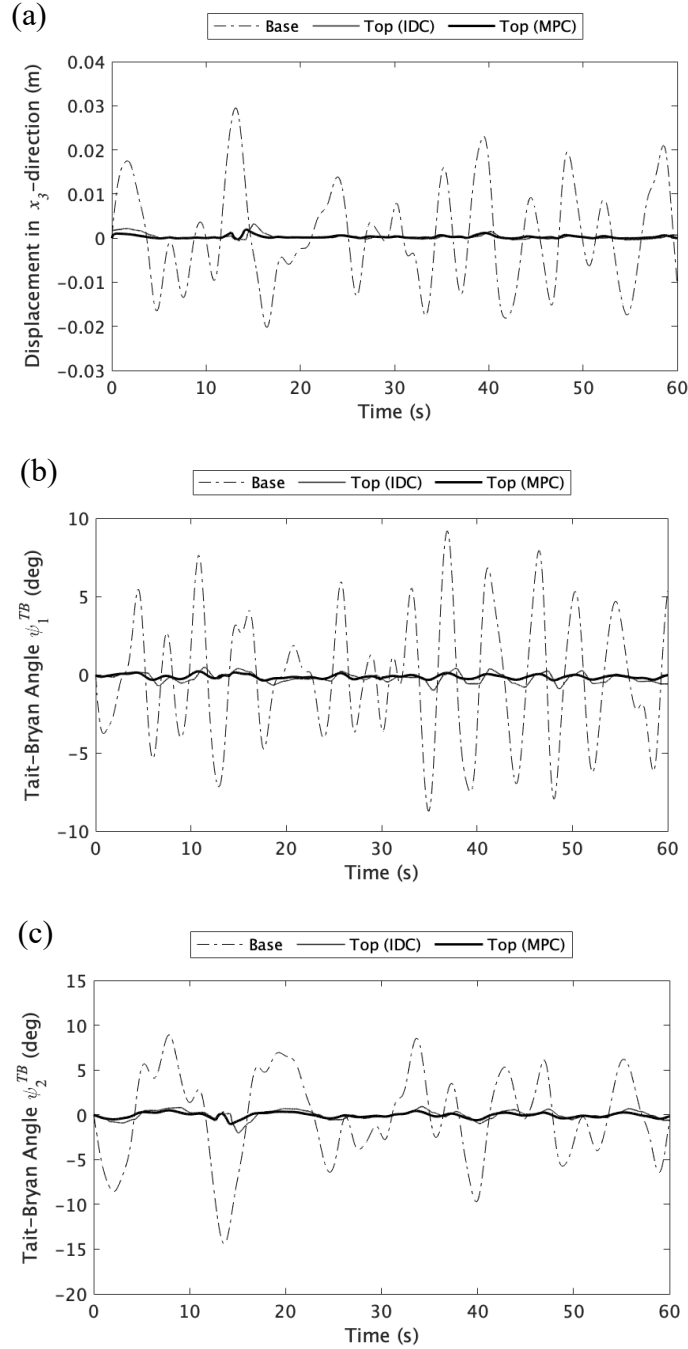 (a)
Base Top (IDC) Top (MPC)
0.04
0.03
0.02
0.01
0
−0.01
−0.02
−0.03
Displacement in x₃−direction (m)
0 10 20 30 40 50 60
Time (s)
(b)
Base Top (IDC) Top (MPC)
10
5
0
−5
−10
Tait−Bryan Angle ψ₁ᵀᴮ (deg)
0 10 20 30 40 50 60
Time (s)
(c)
Base Top (IDC) Top (MPC)
15
10
5
0
−5
−10
−15
−20
Tait−Bryan Angle ψ₂ᵀᴮ (deg)
0 10 20 30 40 50 60
Time (s)